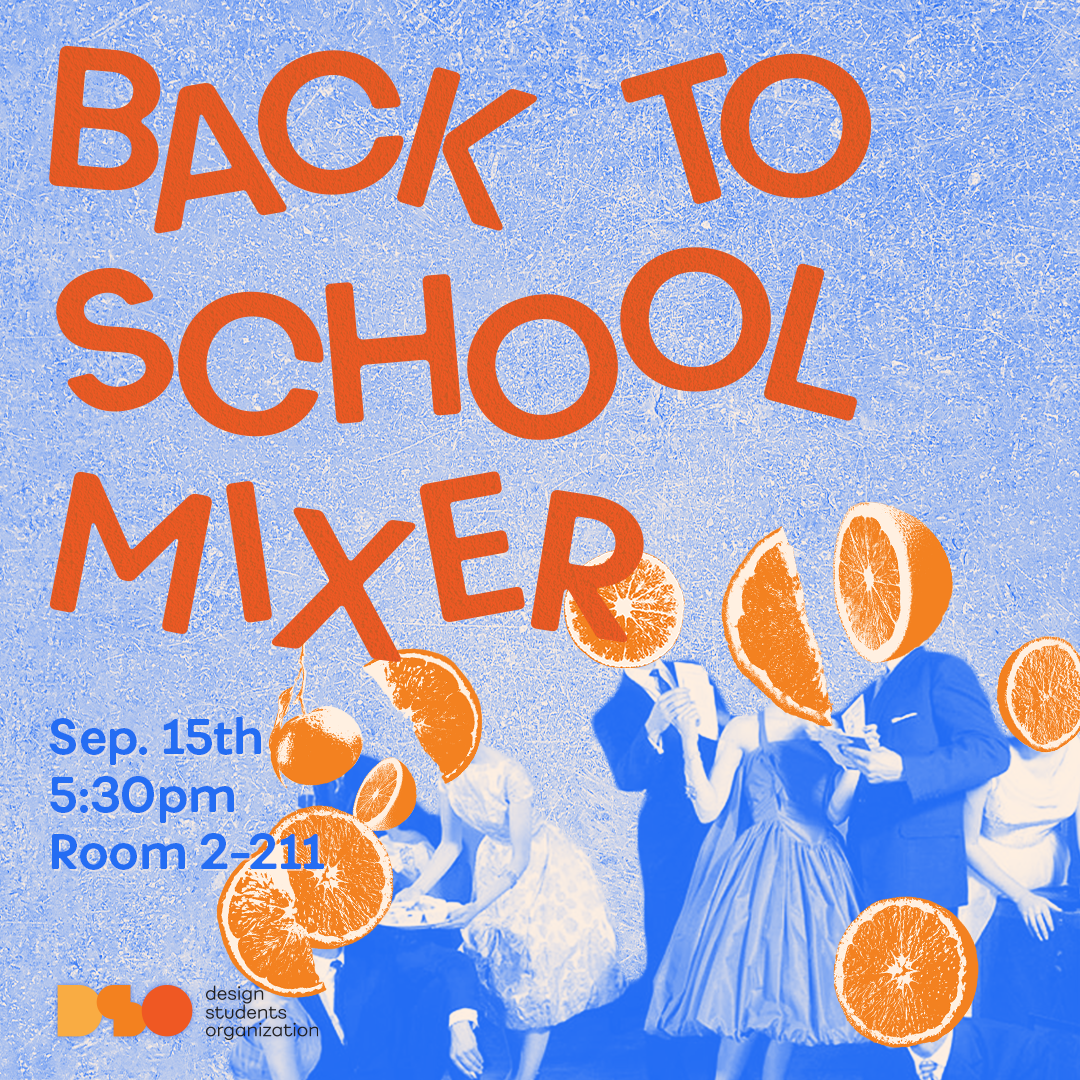 BACK TO
SCHOOL
MIXER
Sep. 15th
5:30pm
Room 2-211
DSO
design
students
organization